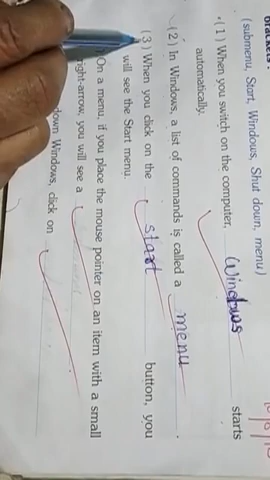 brackets
(submenu, Start, Windows, Shut down, menu)
(1) When you switch on the computer, Windows starts
automatically.
(2) In Windows, a list of commands is called a menu.
(3) When you click on the start button, you
will see the Start menu.
On a menu, if you place the mouse pointer on an item with a small
right-arrow, you will see a
down Windows, click on